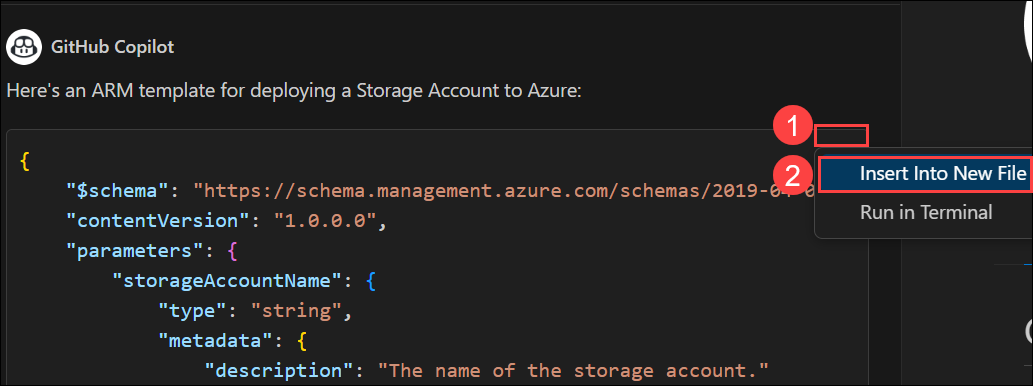 GitHub Copilot
Here's an ARM template for deploying a Storage Account to Azure:
1
{
2
Insert Into New File
"$schema": "https://schema.management.azure.com/schemas/2019-04-0
"contentVersion": "1.0.0.0",
Run in Terminal
"parameters": {
"storageAccountName": {
"type": "string",
"metadata": {
"description": "The name of the storage account."